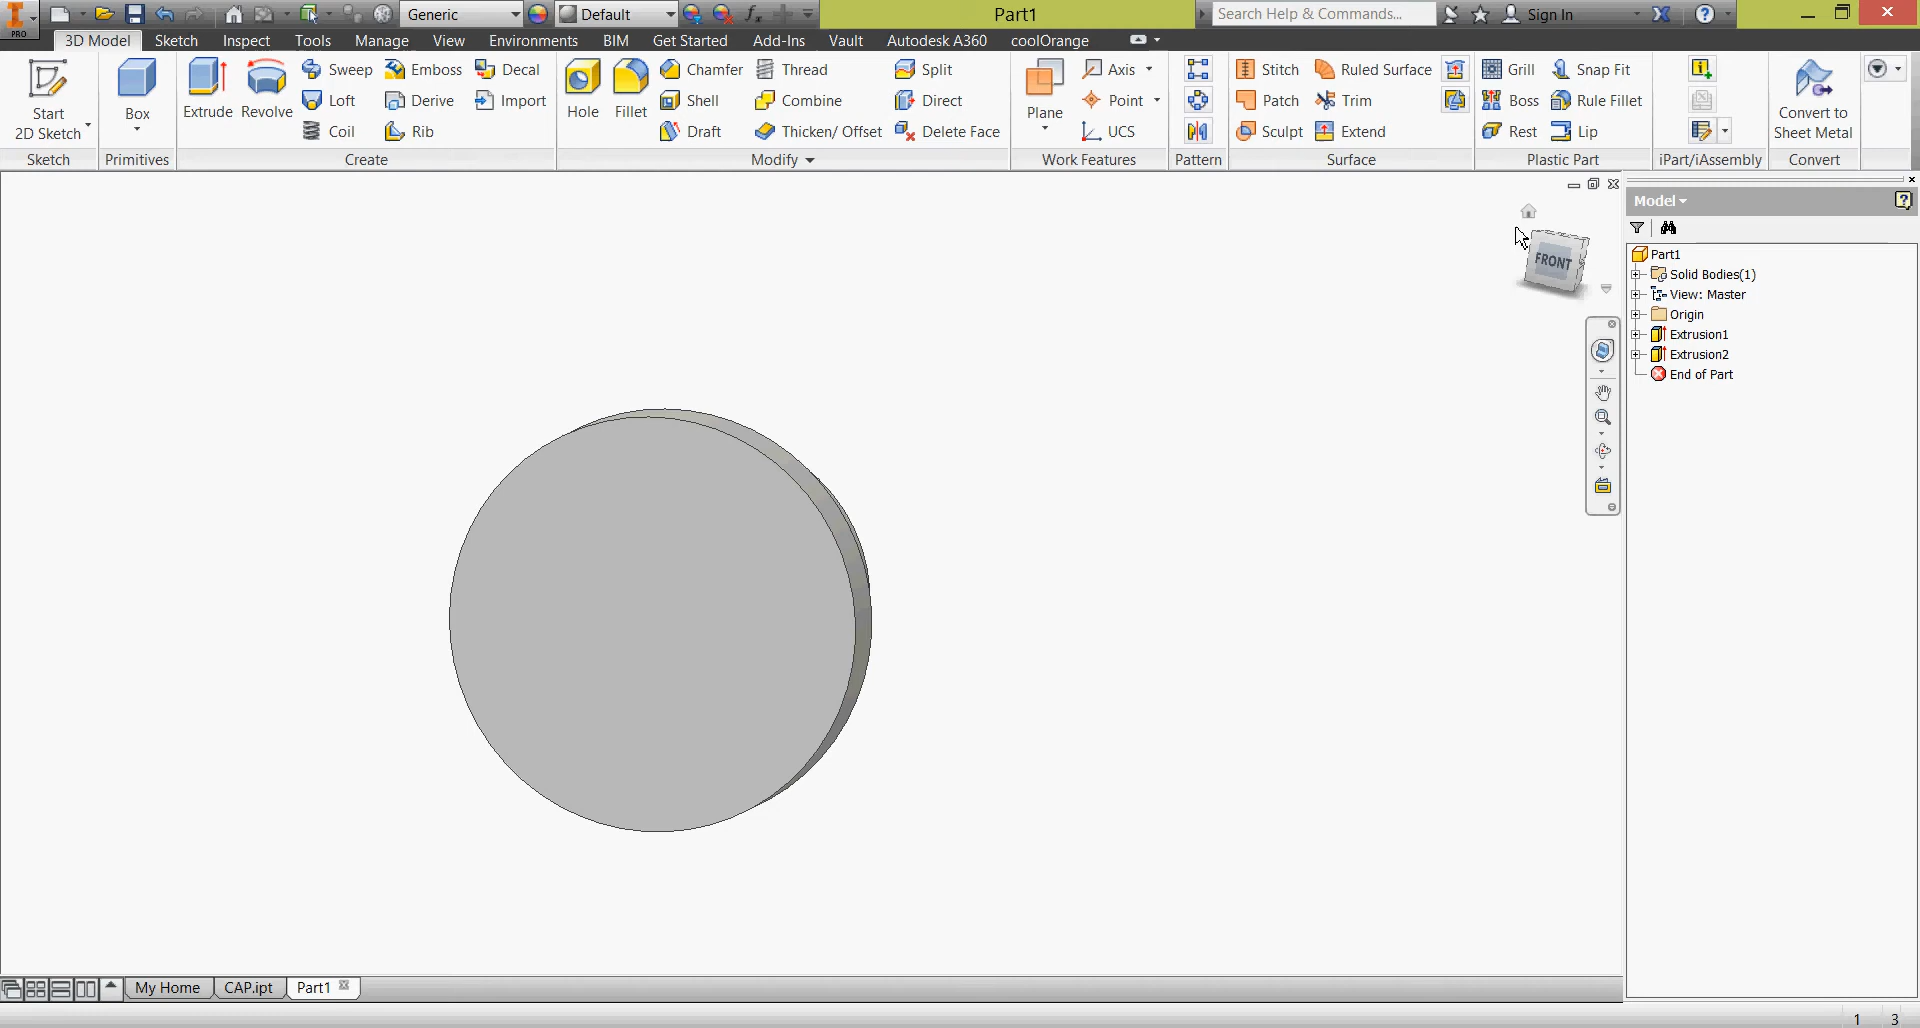 PRO Generic Default fx Part1 Search Help & Commands... Sign In
3D Model Sketch Inspect Tools Manage View Environments BIM Get Started Add-Ins Vault Autodesk A360 coolOrange
Start
2D Sketch
Sketch
Box
Primitives
Extrude Revolve
Sweep Emboss Decal
Loft Derive Import
Coil Rib
Create
Hole Fillet
Chamfer Thread Split
Shell Combine Direct
Draft Thicken/ Offset Delete Face
Modify
Plane
Axis
Point
UCS
Work Features
Pattern
Stitch Ruled Surface
Patch Trim
Sculpt Extend
Surface
Grill Snap Fit
Boss Rule Fillet
Rest Lip
Plastic Part
iPart/iAssembly
Convert to
Sheet Metal
Convert
FRONT
Model
Part1
Solid Bodies(1)
View: Master
Origin
Extrusion1
Extrusion2
End of Part
My Home CAP.ipt Part1
1 3